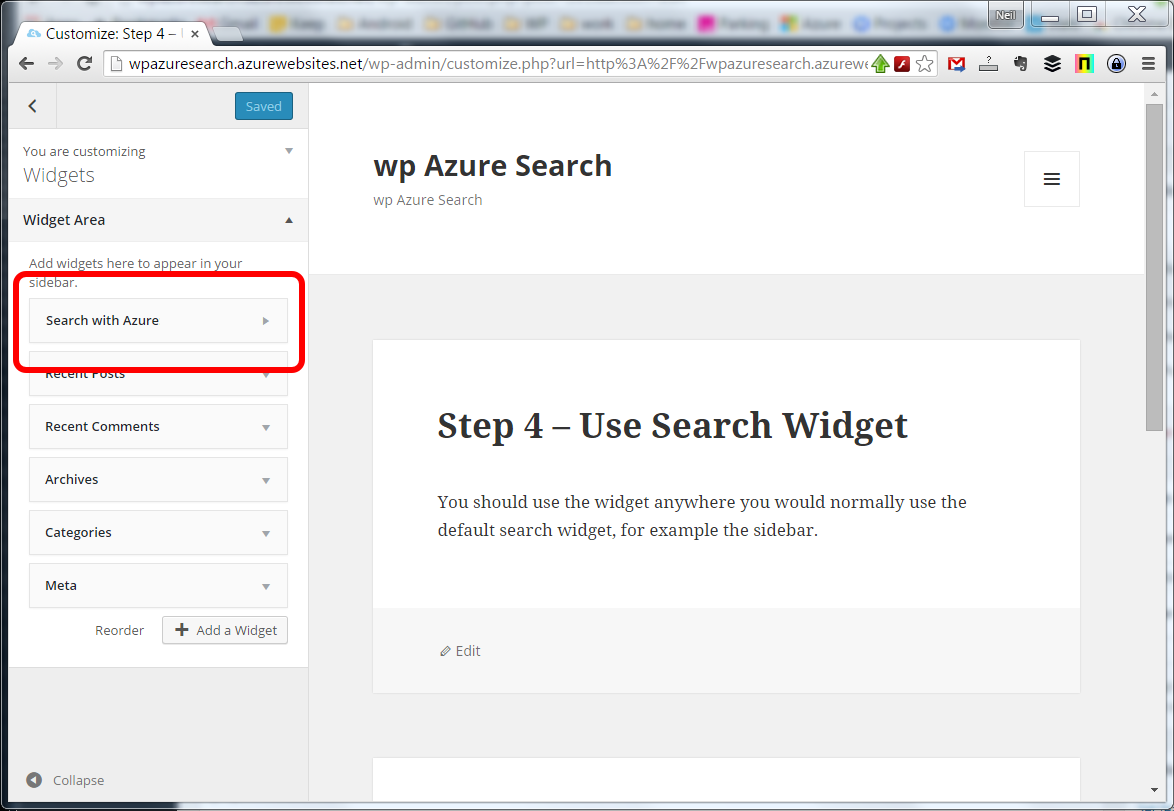 Neil
Customize: Step 4 –
wpazuresearch.azurewebsites.net/wp-admin/customize.php?url=http%3A%2F%2Fwpazuresearch.azurewe
Saved
You are customizing
Widgets
Widget Area
Add widgets here to appear in your
sidebar.
Search with Azure
Recent Posts
Recent Comments
Archives
Categories
Meta
Reorder
Add a Widget
Collapse
wp Azure Search
wp Azure Search
Step 4 – Use Search Widget
You should use the widget anywhere you would normally use the
default search widget, for example the sidebar.
Edit